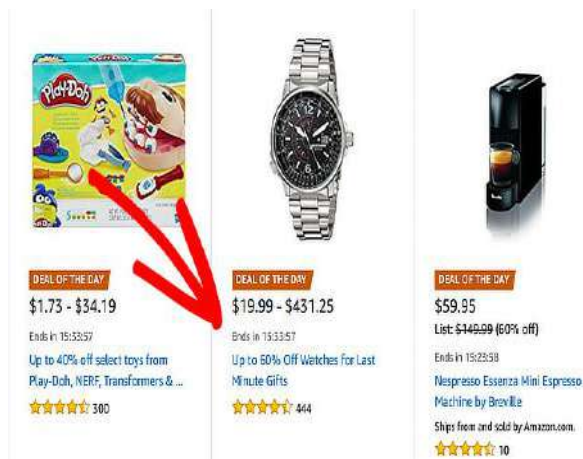 Play-Doh
DEAL OF THE DAY
$1.73 - $34.19
Ends in 15:53:57
Up to 40% off select toys from
Play-Doh, NERF, Transformers & ...
300
DEAL OF THE DAY
$19.99 - $431.25
Ends in 15:53:57
Up to 60% Off Watches for Last
Minute Gifts
444
DEAL OF THE DAY
$59.95
List: $149.99 (60% off)
Ends in 15:23:58
Nespresso Essenza Mini Espresso
Machine by Breville
Ships from and sold by Amazon.com.
10